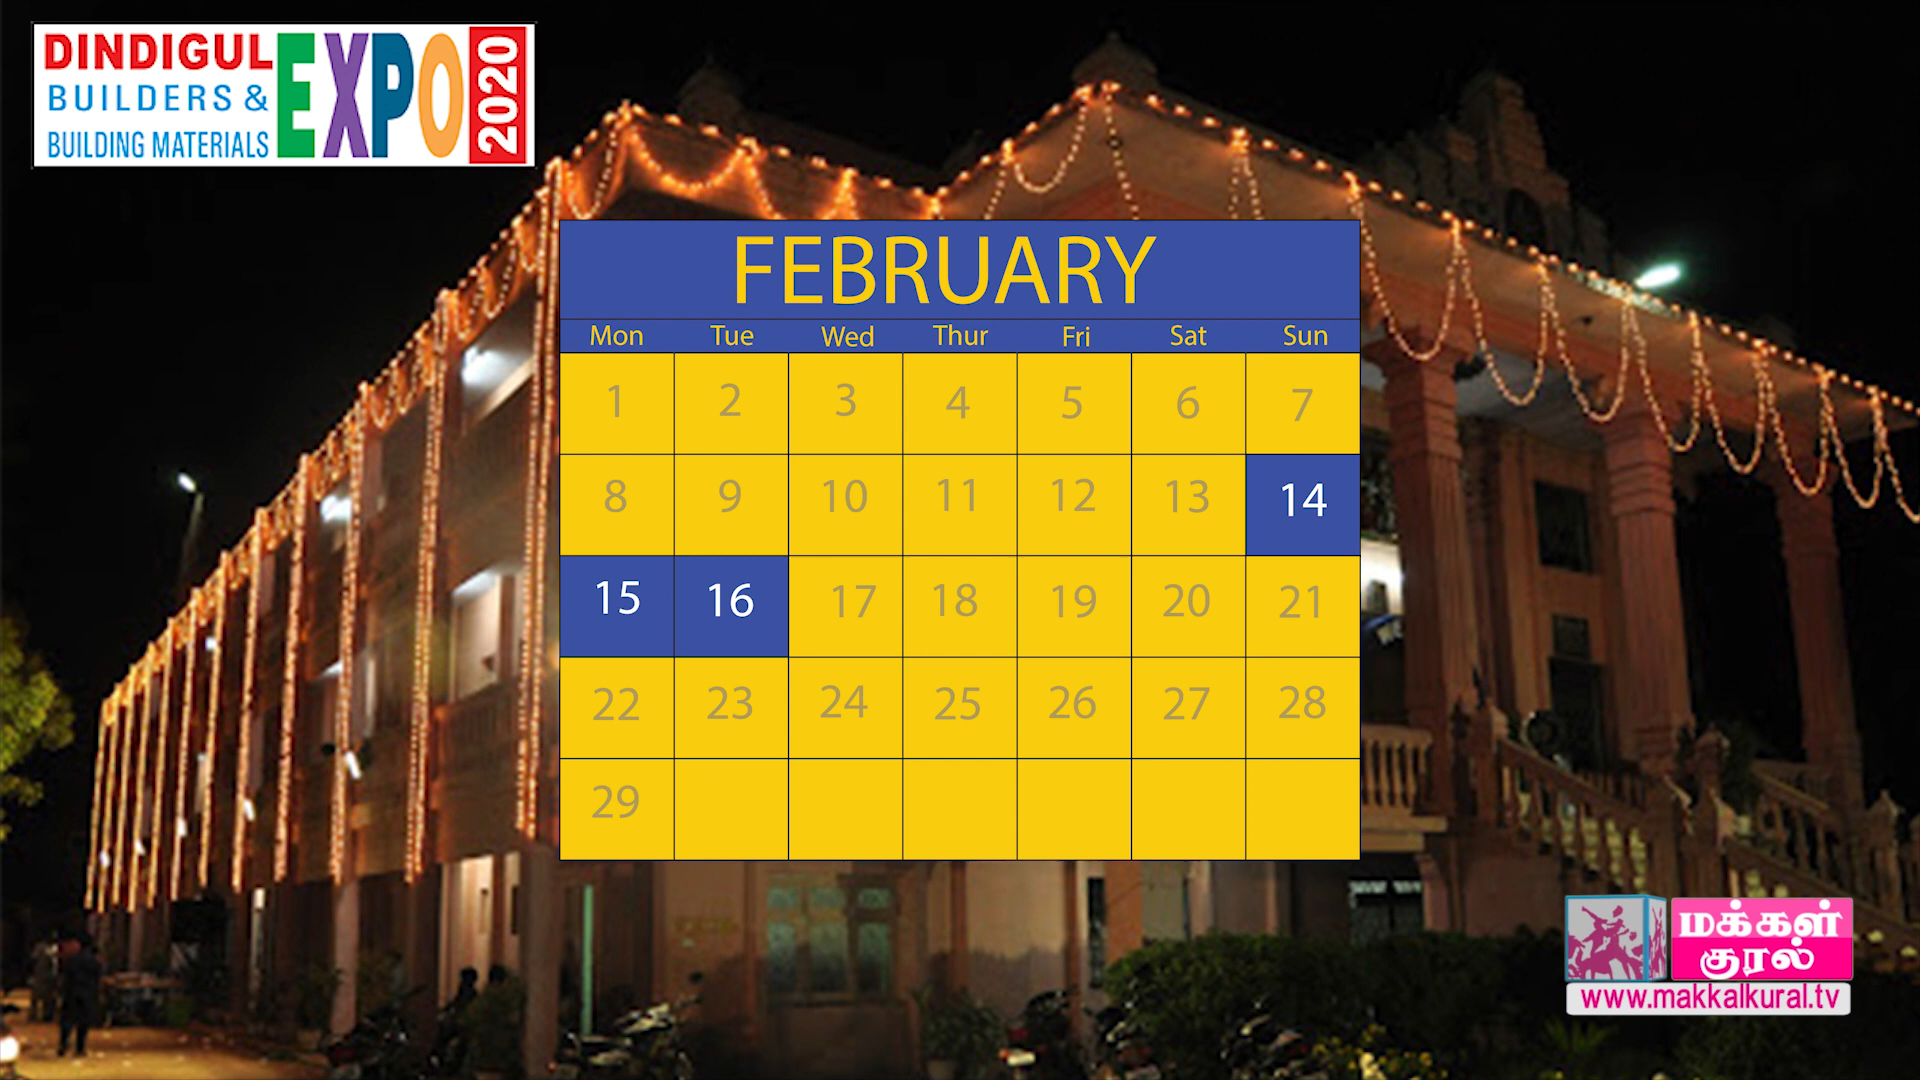 DINDIGUL
BUILDERS &
BUILDING MATERIALS
EXPO
2020
FEBRUARY
Mon Tue Wed Thur Fri Sat Sun
1 2 3 4 5 6 7
8 9 10 11 12 13 14
15 16 17 18 19 20 21
22 23 24 25 26 27 28
29
மக்கள்
குரல்
www.makkalkural.tv